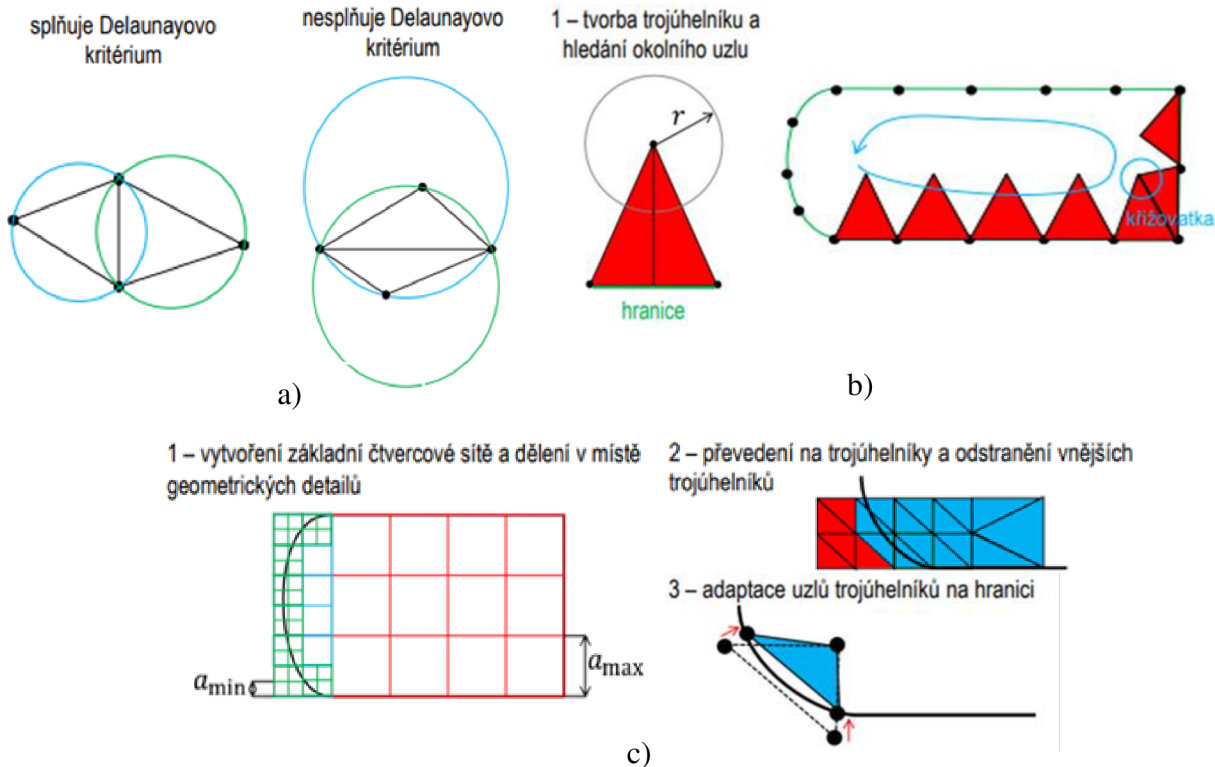 splňuje Delaunayovo
kritérium
nesplňuje Delaunayovo
kritérium
a)
1 – tvorba trojúhelníku a
hledání okolního uzlu
r
hranice
křižovatka
b)
1 – vytvoření základní čtvercové sítě a dělení v místě
geometrických detailů
a_min
a_max
2 – převedení na trojúhelníky a odstranění vnějších
trojúhelníků
3 – adaptace uzlů trojúhelníků na hranici
c)